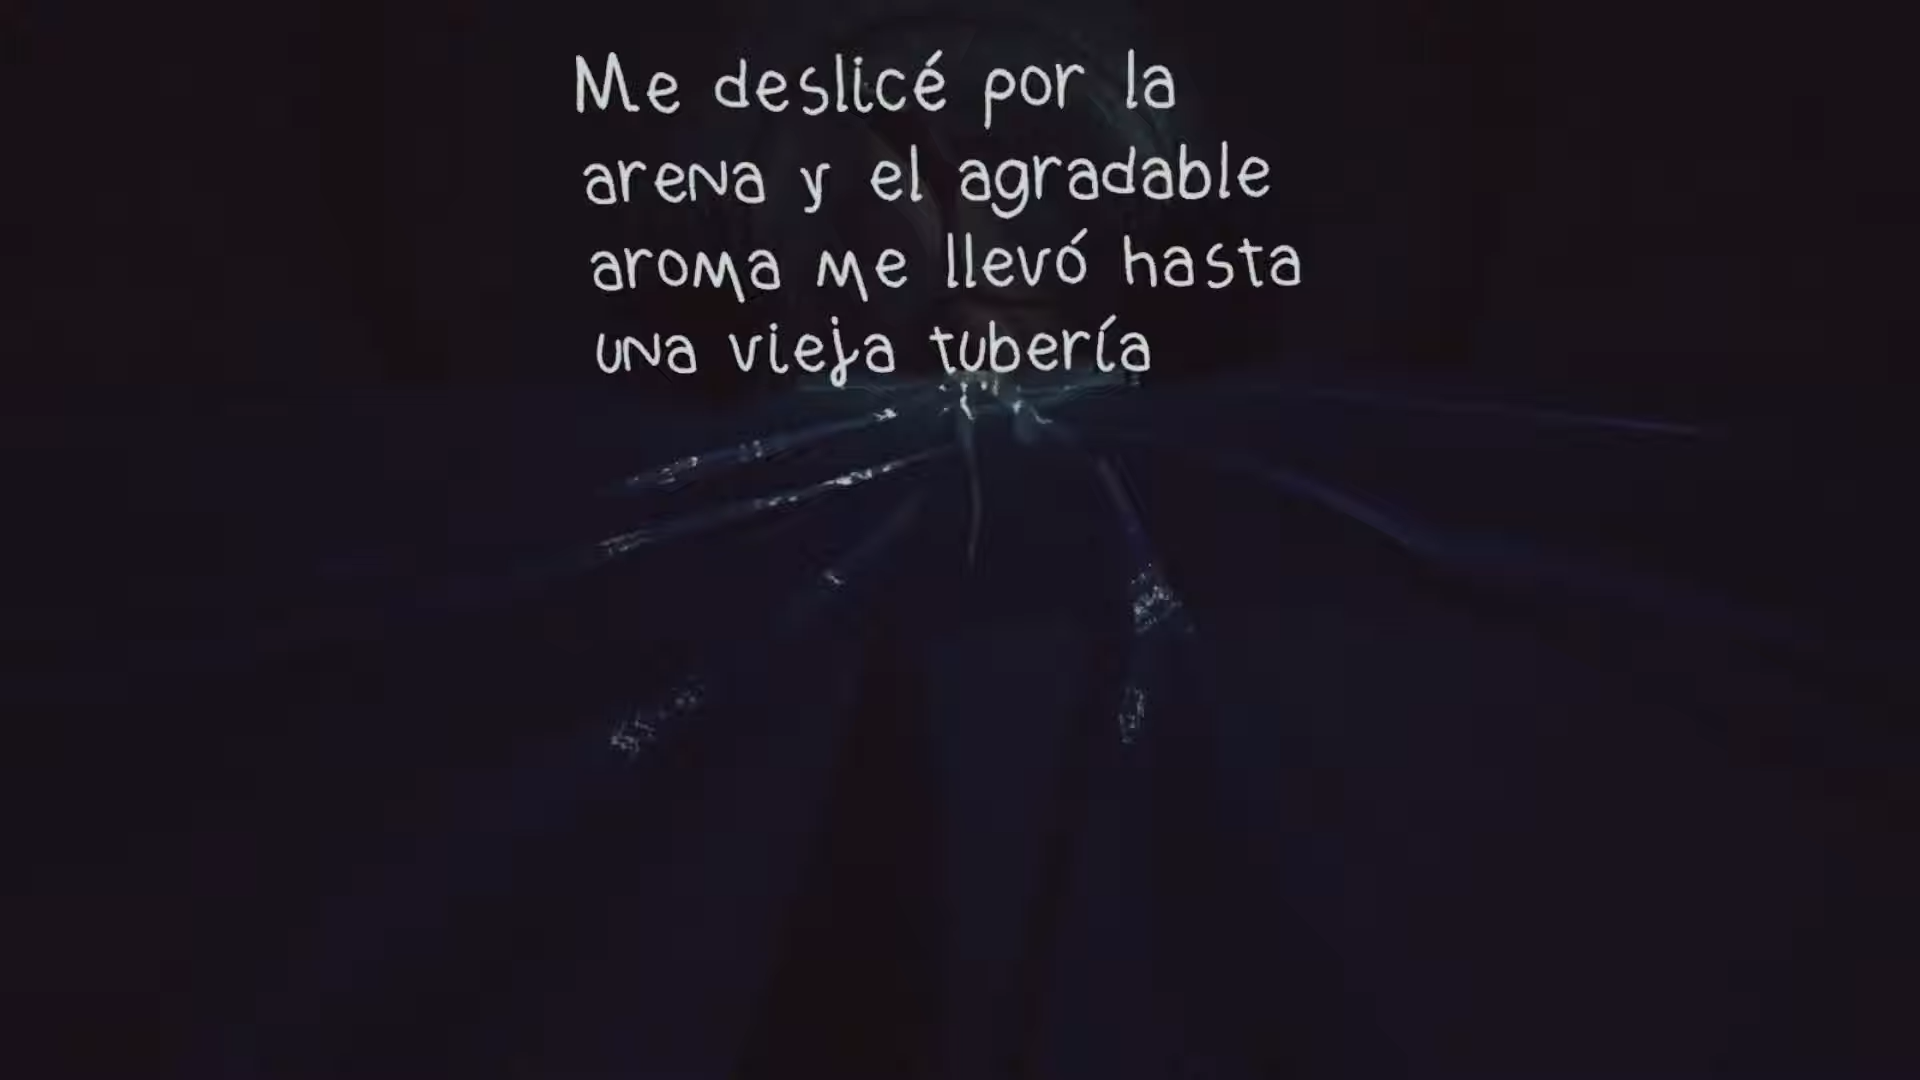 Me deslicé por la
arena y el agradable
aroma me llevó hasta
una vieja tubería